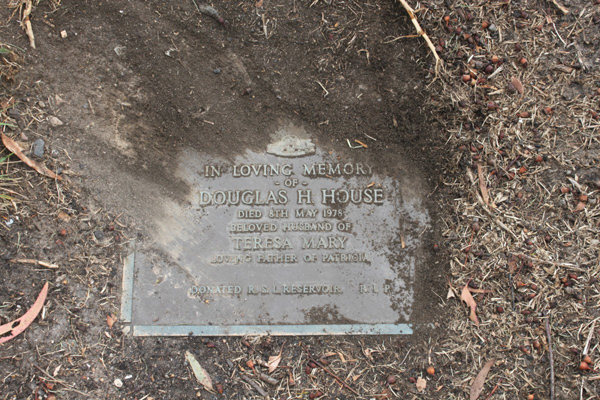 IN LOVING MEMORY
- OF -
DOUGLAS H. HOUSE
DIED 8TH MAY 1978
BELOVED HUSBAND OF
TERESA MARY
LOVING FATHER OF PATRICIA
DONATED R.S.L. RESERVOIR. R.I.P.